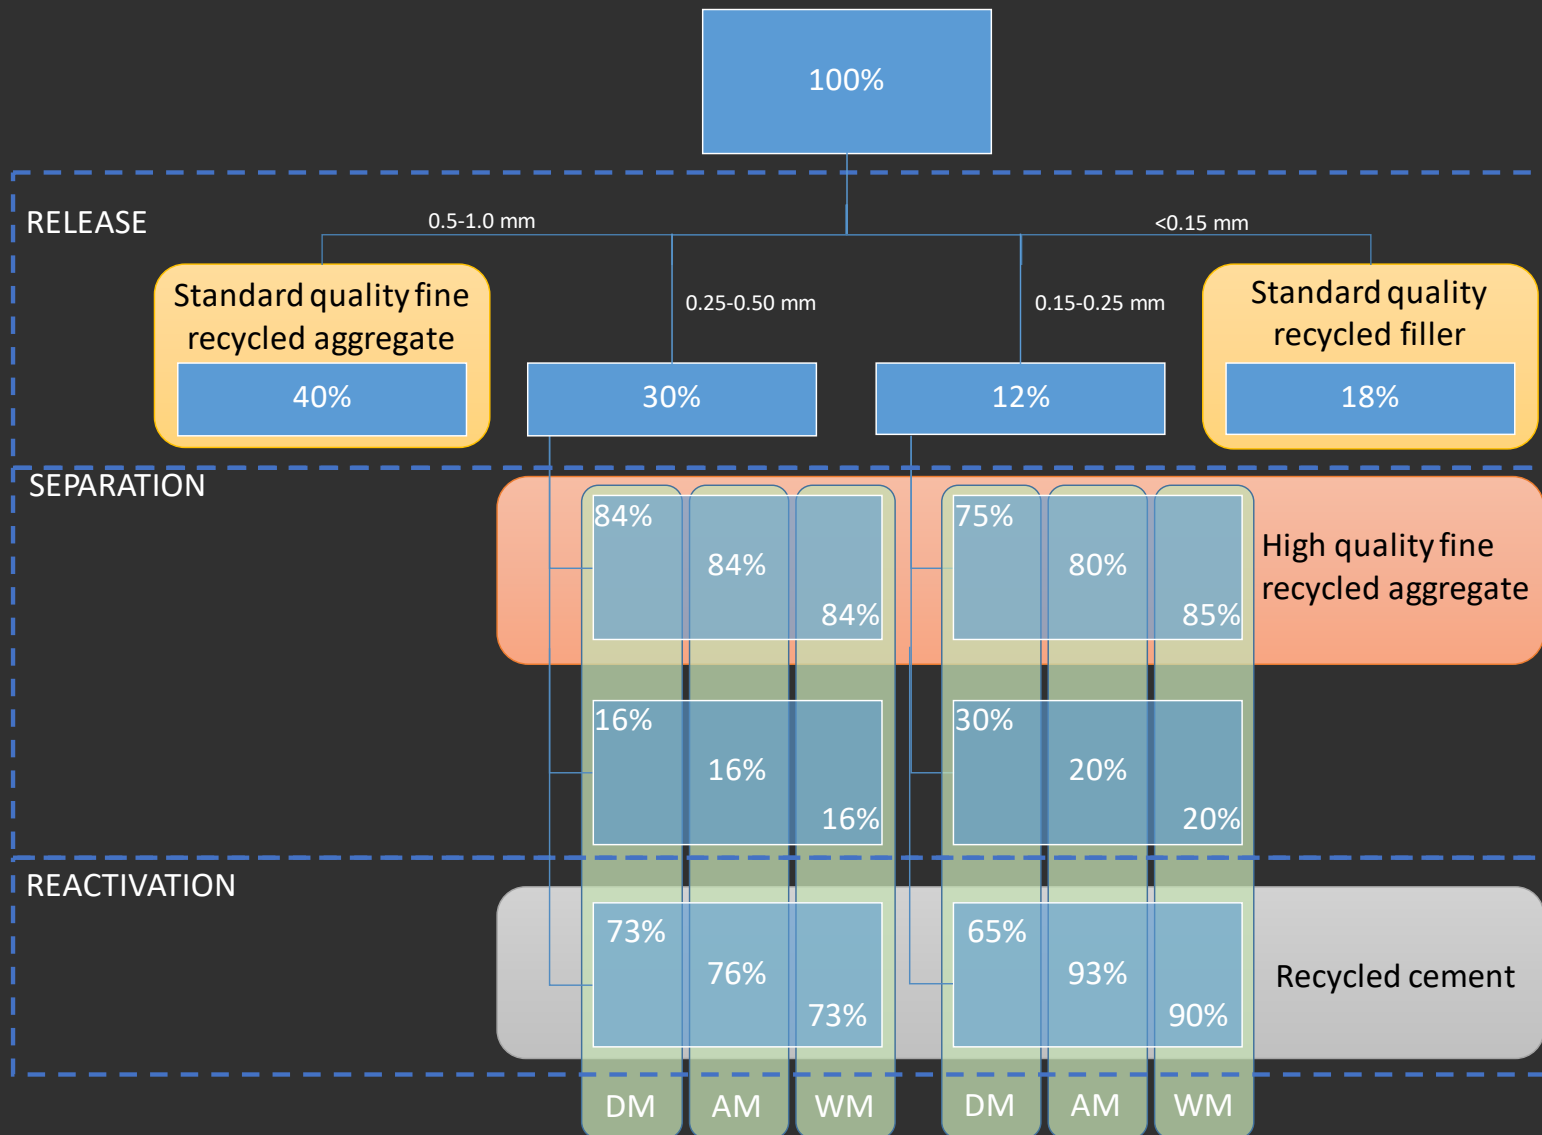 100%
RELEASE
0.5-1.0 mm
<0.15 mm
Standard quality fine
recycled aggregate
40%
0.25-0.50 mm
30%
0.15-0.25 mm
12%
Standard quality
recycled filler
18%
SEPARATION
84%
84%
84%
75%
80%
85%
High quality fine
recycled aggregate
16%
16%
16%
30%
20%
20%
REACTIVATION
73%
76%
73%
65%
93%
90%
Recycled cement
DM
AM
WM
DM
AM
WM